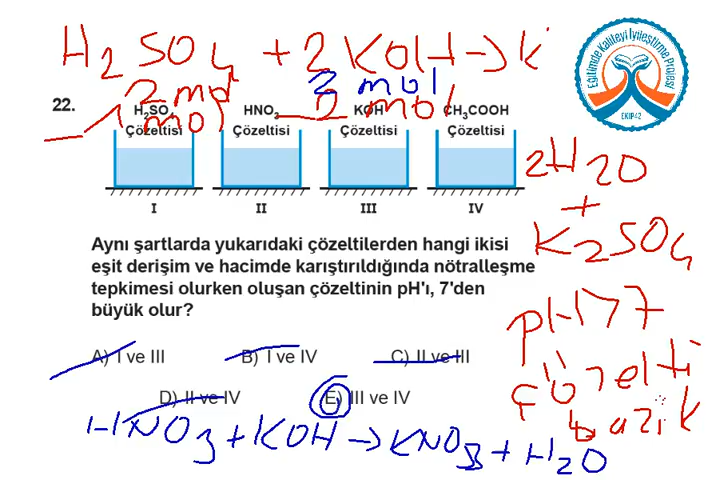 H2SO4 + 2KOH → K
Eğitimde Kaliteyi İyileştirme Projesi
EKİP42
2 mol 2 mol
1 mol 2 mol
22.
H2SO4 Çözeltisi
HNO3 Çözeltisi
KOH Çözeltisi
CH3COOH Çözeltisi
I II III IV
2H2O
+
K2SO4
Aynı şartlarda yukarıdaki çözeltilerden hangi ikisi
eşit derişim ve hacimde karıştırıldığında nötralleşme
tepkimesi olurken oluşan çözeltinin pH'ı, 7'den
büyük olur?
pH>7
çözelti
bazik
A) I ve III B) I ve IV C) II ve III
D) II ve IV E) III ve IV
HNO3 + KOH → KNO3 + H2O